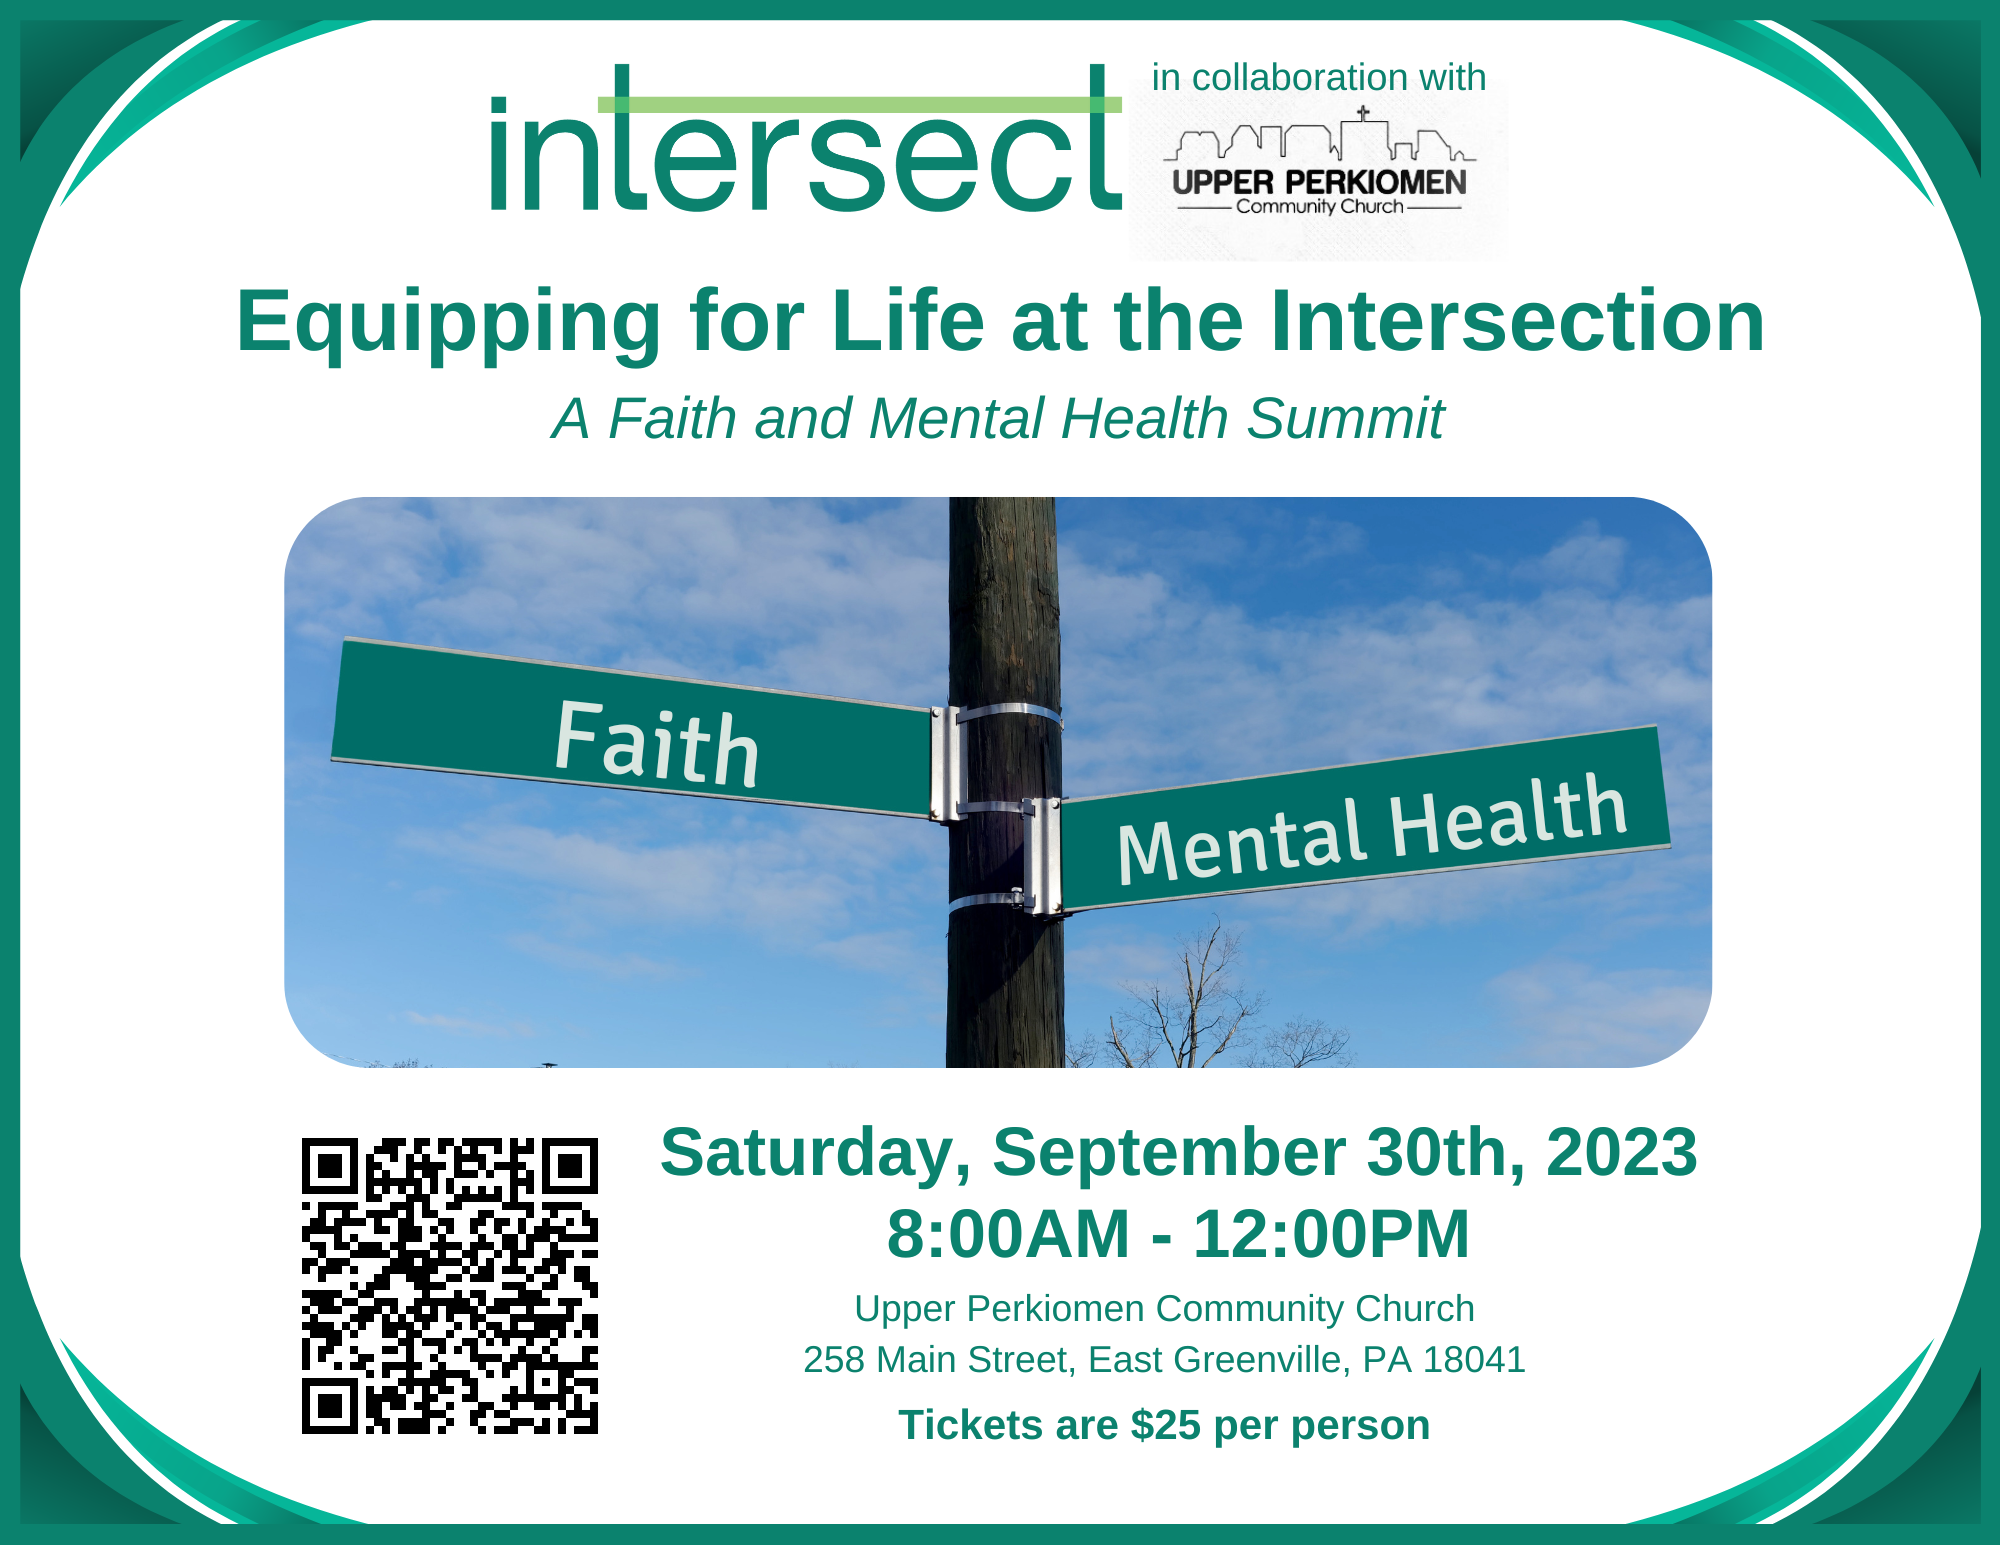 intersect
in collaboration with
UPPER PERKIOMEN
Community Church
Equipping for Life at the Intersection
A Faith and Mental Health Summit
Faith
Mental Health
Saturday, September 30th, 2023
8:00AM - 12:00PM
Upper Perkiomen Community Church
258 Main Street, East Greenville, PA 18041
Tickets are $25 per person